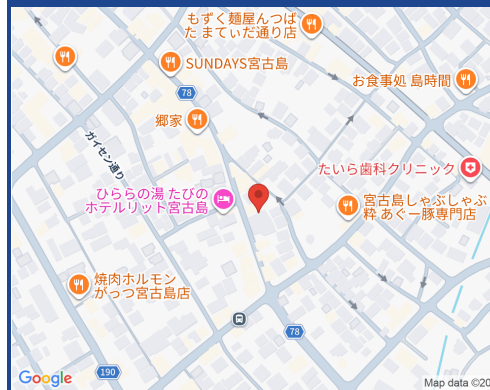 もずく麺屋んつば
た まてぃだ通り店
SUNDAYS宮古島
お食事処 島時間
78
郷家
ガイセン通り
たいら歯科クリニック
ひららの湯 たびの
ホテルリット宮古島
宮古島しゃぶしゃぶ
粋 あぐー豚専門店
焼肉ホルモン
がっつ宮古島店
78
190
Google
Map data ©20